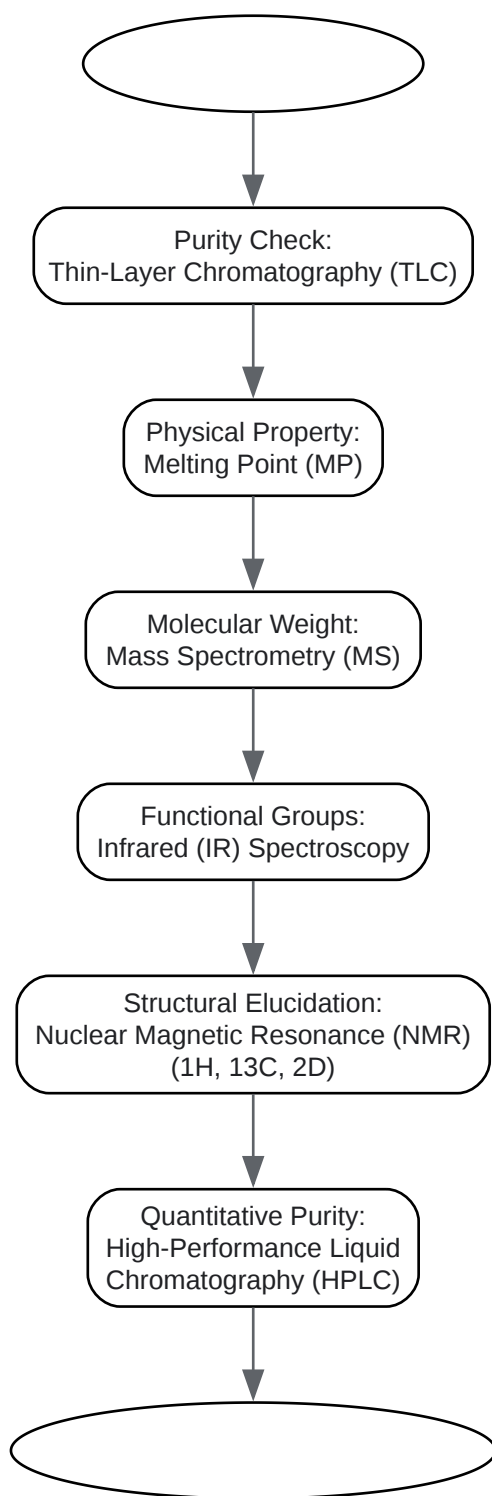 Purity Check:
Thin-Layer Chromatography (TLC)
Physical Property:
Melting Point (MP)
Molecular Weight:
Mass Spectrometry (MS)
Functional Groups:
Infrared (IR) Spectroscopy
Structural Elucidation:
Nuclear Magnetic Resonance (NMR)
(1H, 13C, 2D)
Quantitative Purity:
High-Performance Liquid
Chromatography (HPLC)